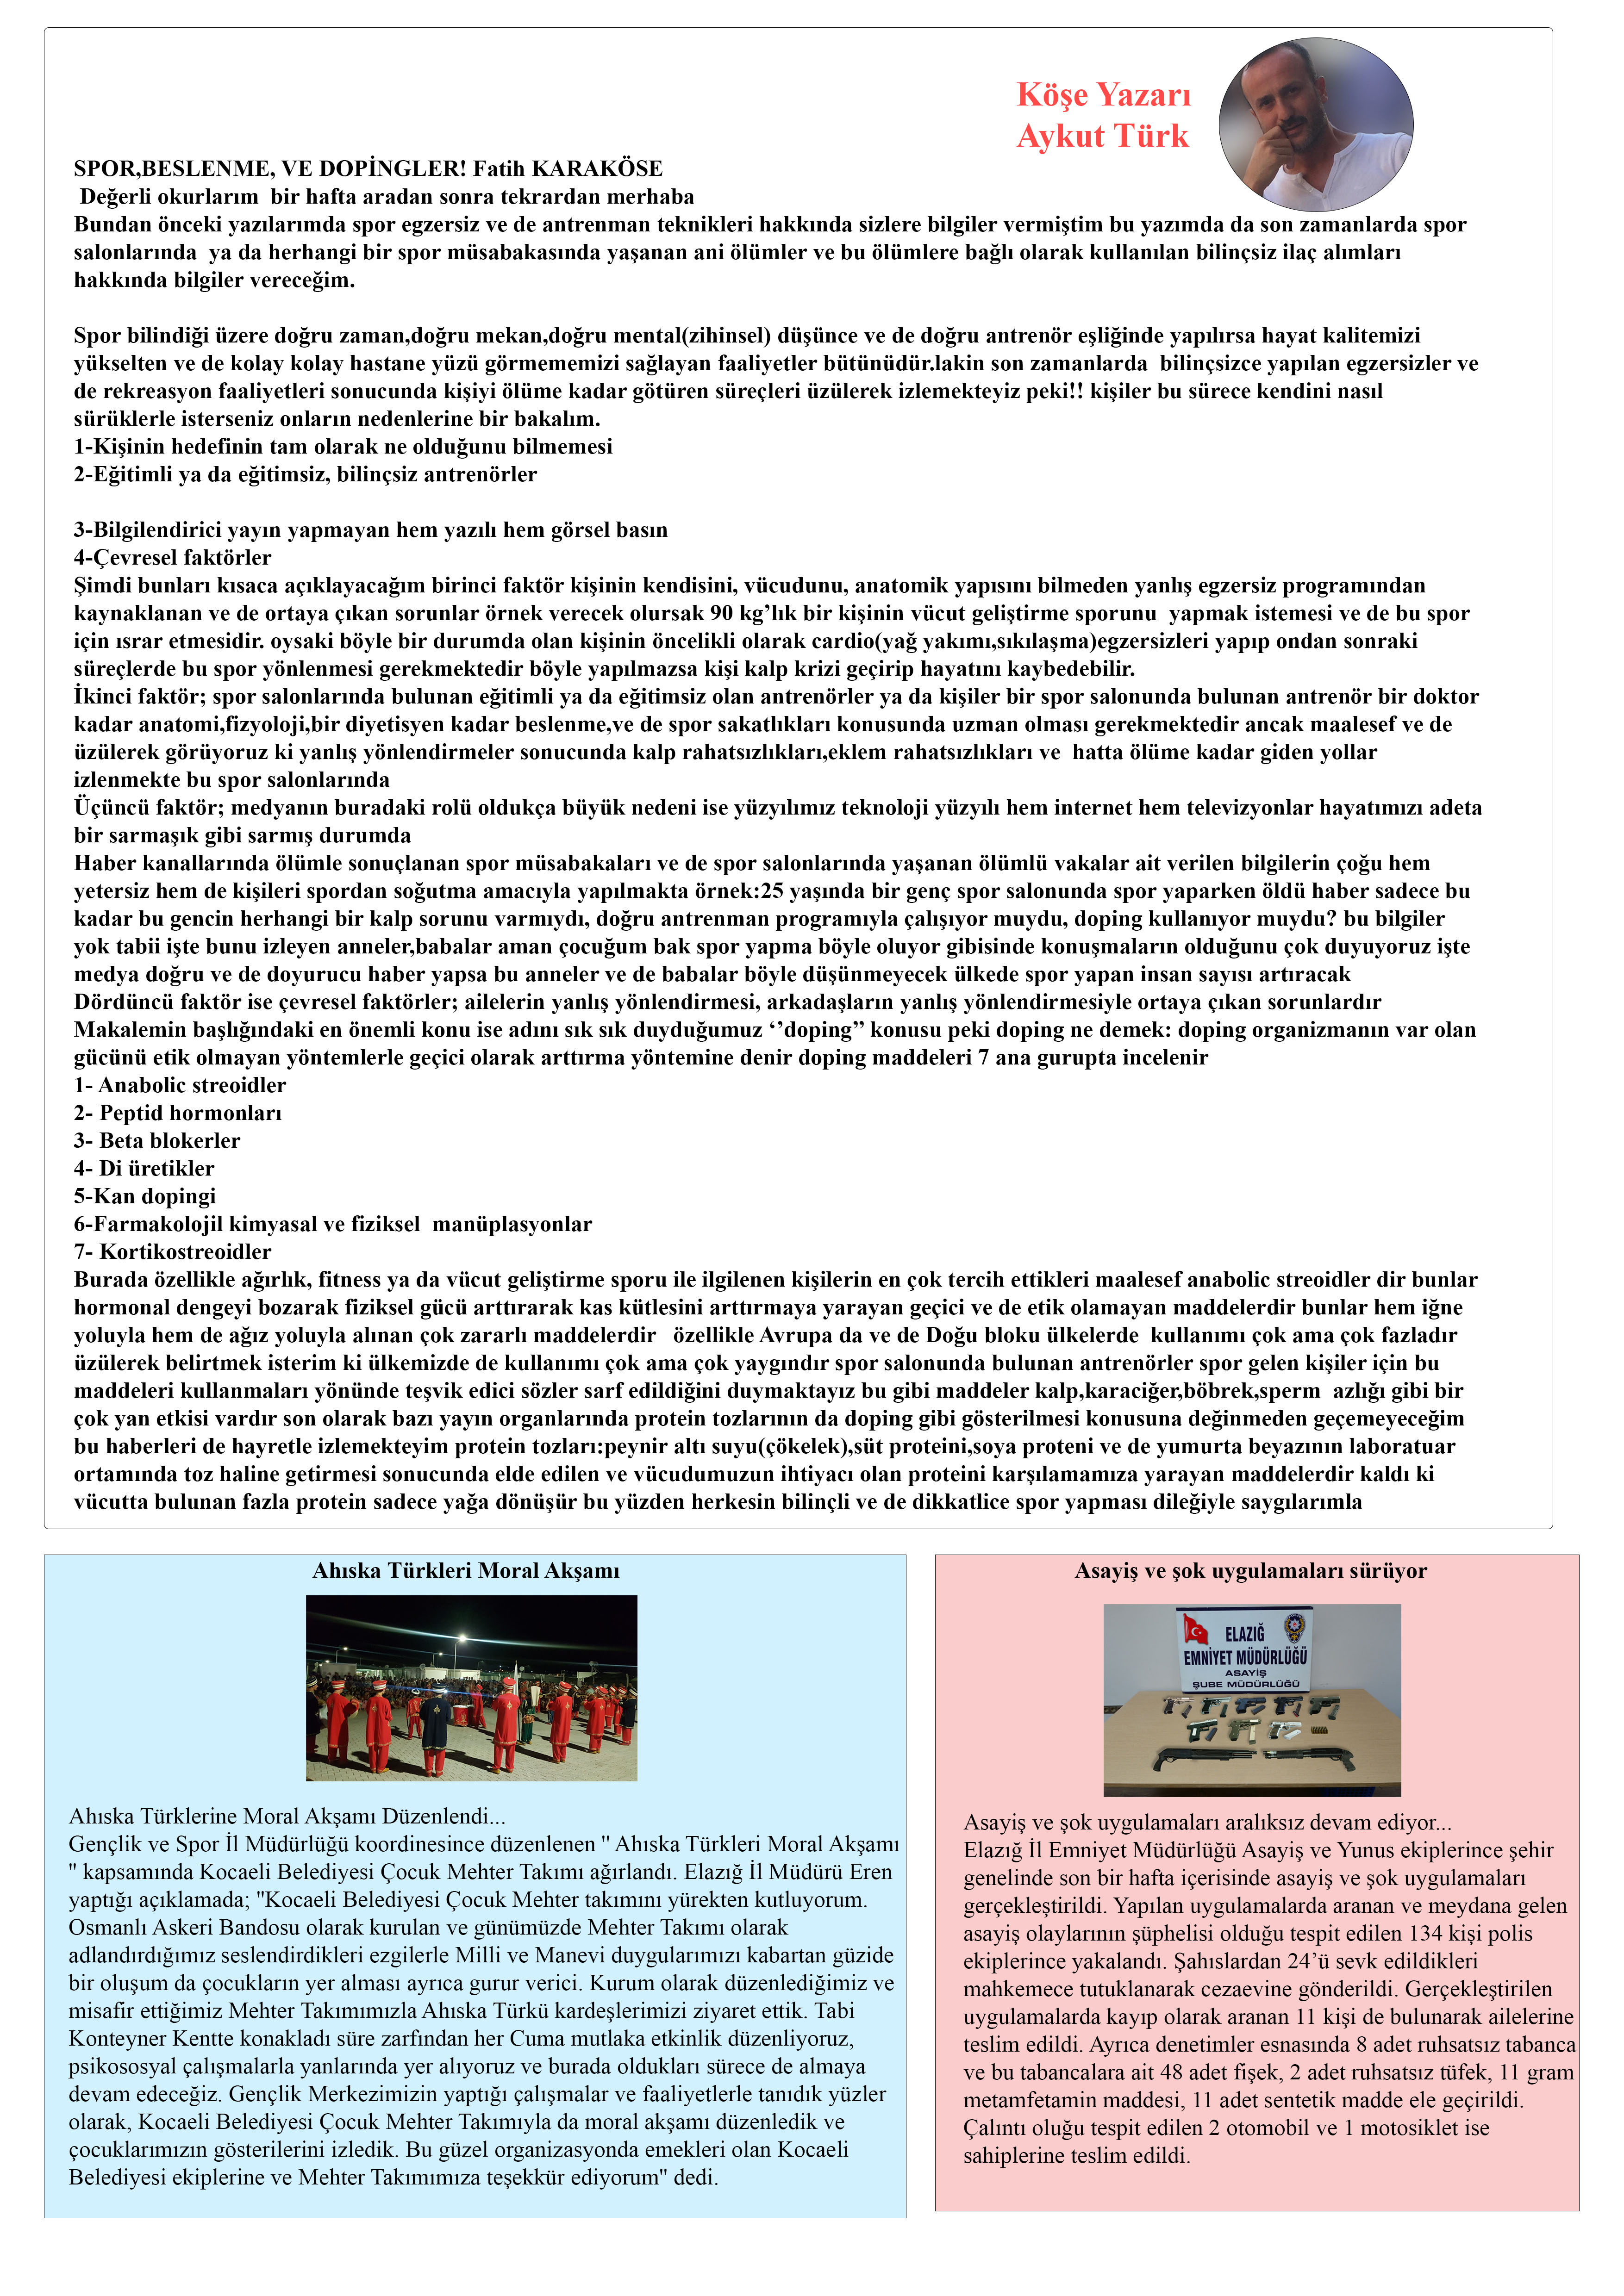 Köşe Yazarı
Aykut Türk
SPOR,BESLENME, VE DOPİNGLER! Fatih KARAKÖSE
Değerli okurlarım  bir hafta aradan sonra tekrardan merhaba
Bundan önceki yazılarımda spor egzersiz ve de antrenman teknikleri hakkında sizlere bilgiler vermiştim bu yazımda da son zamanlarda spor
salonlarında  ya da herhangi bir spor müsabakasında yaşanan ani ölümler ve bu ölümlere bağlı olarak kullanılan bilinçsiz ilaç alımları
hakkında bilgiler vereceğim.
Spor bilindiği üzere doğru zaman,doğru mekan,doğru mental(zihinsel) düşünce ve de doğru antrenör eşliğinde yapılırsa hayat kalitemizi
yükselten ve de kolay kolay hastane yüzü görmememizi sağlayan faaliyetler bütünüdür.lakin son zamanlarda  bilinçsizce yapılan egzersizler ve
de rekreasyon faaliyetleri sonucunda kişiyi ölüme kadar götüren süreçleri üzülerek izlemekteyiz peki!! kişiler bu sürece kendini nasıl
sürüklerle isterseniz onların nedenlerine bir bakalım.
1-Kişinin hedefinin tam olarak ne olduğunu bilmemesi
2-Eğitimli ya da eğitimsiz, bilinçsiz antrenörler
3-Bilgilendirici yayın yapmayan hem yazılı hem görsel basın
4-Çevresel faktörler
Şimdi bunları kısaca açıklayacağım birinci faktör kişinin kendisini, vücudunu, anatomik yapısını bilmeden yanlış egzersiz programından
kaynaklanan ve de ortaya çıkan sorunlar örnek verecek olursak 90 kg’lık bir kişinin vücut geliştirme sporunu  yapmak istemesi ve de bu spor
için ısrar etmesidir. oysaki böyle bir durumda olan kişinin öncelikli olarak cardio(yağ yakımı,sıkılaşma)egzersizleri yapıp ondan sonraki
süreçlerde bu spor yönlenmesi gerekmektedir böyle yapılmazsa kişi kalp krizi geçirip hayatını kaybedebilir.
İkinci faktör; spor salonlarında bulunan eğitimli ya da eğitimsiz olan antrenörler ya da kişiler bir spor salonunda bulunan antrenör bir doktor
kadar anatomi,fizyoloji,bir diyetisyen kadar beslenme,ve de spor sakatlıkları konusunda uzman olması gerekmektedir ancak maalesef ve de
üzülerek görüyoruz ki yanlış yönlendirmeler sonucunda kalp rahatsızlıkları,eklem rahatsızlıkları ve  hatta ölüme kadar giden yollar
izlenmekte bu spor salonlarında
Üçüncü faktör; medyanın buradaki rolü oldukça büyük nedeni ise yüzyılımız teknoloji yüzyılı hem internet hem televizyonlar hayatımızı adeta
bir sarmaşık gibi sarmış durumda
Haber kanallarında ölümle sonuçlanan spor müsabakaları ve de spor salonlarında yaşanan ölümlü vakalar ait verilen bilgilerin çoğu hem
yetersiz hem de kişileri spordan soğutma amacıyla yapılmakta örnek:25 yaşında bir genç spor salonunda spor yaparken öldü haber sadece bu
kadar bu gencin herhangi bir kalp sorunu varmıydı, doğru antrenman programıyla çalışıyor muydu, doping kullanıyor muydu? bu bilgiler
yok tabii işte bunu izleyen anneler,babalar aman çocuğum bak spor yapma böyle oluyor gibisinde konuşmaların olduğunu çok duyuyoruz işte
medya doğru ve de doyurucu haber yapsa bu anneler ve de babalar böyle düşünmeyecek ülkede spor yapan insan sayısı artıracak
Dördüncü faktör ise çevresel faktörler; ailelerin yanlış yönlendirmesi, arkadaşların yanlış yönlendirmesiyle ortaya çıkan sorunlardır
Makalemin başlığındaki en önemli konu ise adını sık sık duyduğumuz ‘’doping’’ konusu peki doping ne demek: doping organizmanın var olan
gücünü etik olmayan yöntemlerle geçici olarak arttırma yöntemine denir doping maddeleri 7 ana gurupta incelenir
1- Anabolic streoidler
2- Peptid hormonları
3- Beta blokerler
4- Di üretikler
5-Kan dopingi
6-Farmakolojil kimyasal ve fiziksel  manüplasyonlar
7- Kortikostreoidler
Burada özellikle ağırlık, fitness ya da vücut geliştirme sporu ile ilgilenen kişilerin en çok tercih ettikleri maalesef anabolic streoidler dir bunlar
hormonal dengeyi bozarak fiziksel gücü arttırarak kas kütlesini arttırmaya yarayan geçici ve de etik olamayan maddelerdir bunlar hem iğne
yoluyla hem de ağız yoluyla alınan çok zararlı maddelerdir   özellikle Avrupa da ve de Doğu bloku ülkelerde  kullanımı çok ama çok fazladır
üzülerek belirtmek isterim ki ülkemizde de kullanımı çok ama çok yaygındır spor salonunda bulunan antrenörler spor gelen kişiler için bu
maddeleri kullanmaları yönünde teşvik edici sözler sarf edildiğini duymaktayız bu gibi maddeler kalp,karaciğer,böbrek,sperm  azlığı gibi bir
çok yan etkisi vardır son olarak bazı yayın organlarında protein tozlarının da doping gibi gösterilmesi konusuna değinmeden geçemeyeceğim
bu haberleri de hayretle izlemekteyim protein tozları:peynir altı suyu(çökelek),süt proteini,soya proteni ve de yumurta beyazının laboratuar
ortamında toz haline getirmesi sonucunda elde edilen ve vücudumuzun ihtiyacı olan proteini karşılamamıza yarayan maddelerdir kaldı ki
vücutta bulunan fazla protein sadece yağa dönüşür bu yüzden herkesin bilinçli ve de dikkatlice spor yapması dileğiyle saygılarımla
Ahıska Türkleri Moral Akşamı
Ahıska Türklerine Moral Akşamı Düzenlendi...
Gençlik ve Spor İl Müdürlüğü koordinesince düzenlenen " Ahıska Türkleri Moral Akşamı
" kapsamında Kocaeli Belediyesi Çocuk Mehter Takımı ağırlandı. Elazığ İl Müdürü Eren
yaptığı açıklamada; "Kocaeli Belediyesi Çocuk Mehter takımını yürekten kutluyorum.
Osmanlı Askeri Bandosu olarak kurulan ve günümüzde Mehter Takımı olarak
adlandırdığımız seslendirdikleri ezgilerle Milli ve Manevi duygularımızı kabartan güzide
bir oluşum da çocukların yer alması ayrıca gurur verici. Kurum olarak düzenlediğimiz ve
misafir ettiğimiz Mehter Takımımızla Ahıska Türkü kardeşlerimizi ziyaret ettik. Tabi
Konteyner Kentte konakladı süre zarfından her Cuma mutlaka etkinlik düzenliyoruz,
psikososyal çalışmalarla yanlarında yer alıyoruz ve burada oldukları sürece de almaya
devam edeceğiz. Gençlik Merkezimizin yaptığı çalışmalar ve faaliyetlerle tanıdık yüzler
olarak, Kocaeli Belediyesi Çocuk Mehter Takımıyla da moral akşamı düzenledik ve
çocuklarımızın gösterilerini izledik. Bu güzel organizasyonda emekleri olan Kocaeli
Belediyesi ekiplerine ve Mehter Takımımıza teşekkür ediyorum" dedi.
Asayiş ve şok uygulamaları sürüyor
ELAZIĞ
EMNİYET MÜDÜRLÜĞÜ
ASAYİŞ
ŞUBE MÜDÜRLÜĞÜ
Asayiş ve şok uygulamaları aralıksız devam ediyor...
Elazığ İl Emniyet Müdürlüğü Asayiş ve Yunus ekiplerince şehir
genelinde son bir hafta içerisinde asayiş ve şok uygulamaları
gerçekleştirildi. Yapılan uygulamalarda aranan ve meydana gelen
asayiş olaylarının şüphelisi olduğu tespit edilen 134 kişi polis
ekiplerince yakalandı. Şahıslardan 24’ü sevk edildikleri
mahkemece tutuklanarak cezaevine gönderildi. Gerçekleştirilen
uygulamalarda kayıp olarak aranan 11 kişi de bulunarak ailelerine
teslim edildi. Ayrıca denetimler esnasında 8 adet ruhsatsız tabanca
ve bu tabancalara ait 48 adet fişek, 2 adet ruhsatsız tüfek, 11 gram
metamfetamin maddesi, 11 adet sentetik madde ele geçirildi.
Çalıntı oluğu tespit edilen 2 otomobil ve 1 motosiklet ise
sahiplerine teslim edildi.